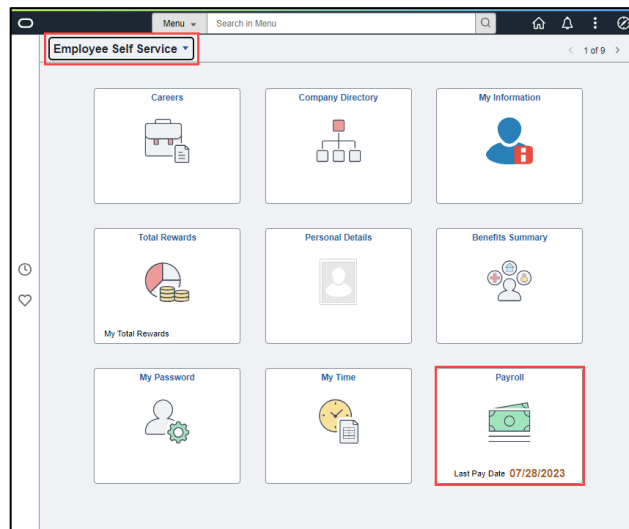 Menu
Search in Menu
Employee Self Service
1 of 9
Careers
Company Directory
My Information
Total Rewards
Personal Details
Benefits Summary
My Total Rewards
My Password
My Time
Payroll
Last Pay Date 07/28/2023